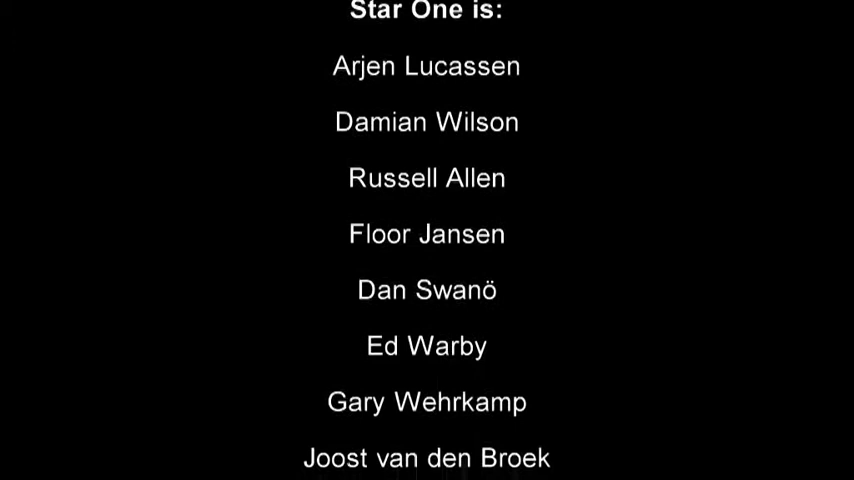 Star One is:
Arjen Lucassen
Damian Wilson
Russell Allen
Floor Jansen
Dan Swanö
Ed Warby
Gary Wehrkamp
Joost van den Broek